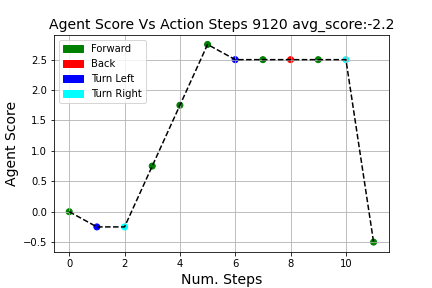 Agent Score Vs Action Steps 9120 avg_score:-2.2
Forward
Back
Turn Left
Turn Right
2.5
2.0
1.5
1.0
0.5
0.0
−0.5
Agent Score
0 2 4 6 8 10
Num. Steps